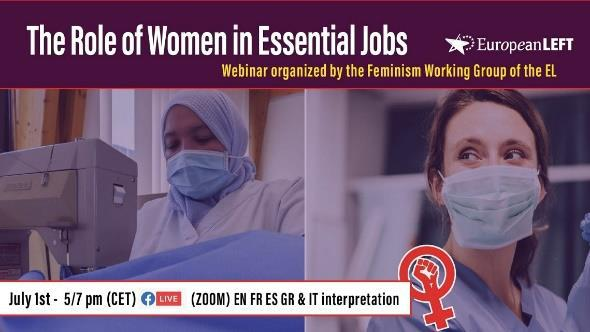 The Role of Women in Essential Jobs
EuropeanLEFT
Webinar organized by the Feminism Working Group of the EL
July 1st - 5/7 pm (CET) LIVE (ZOOM) EN FR ES GR & IT interpretation